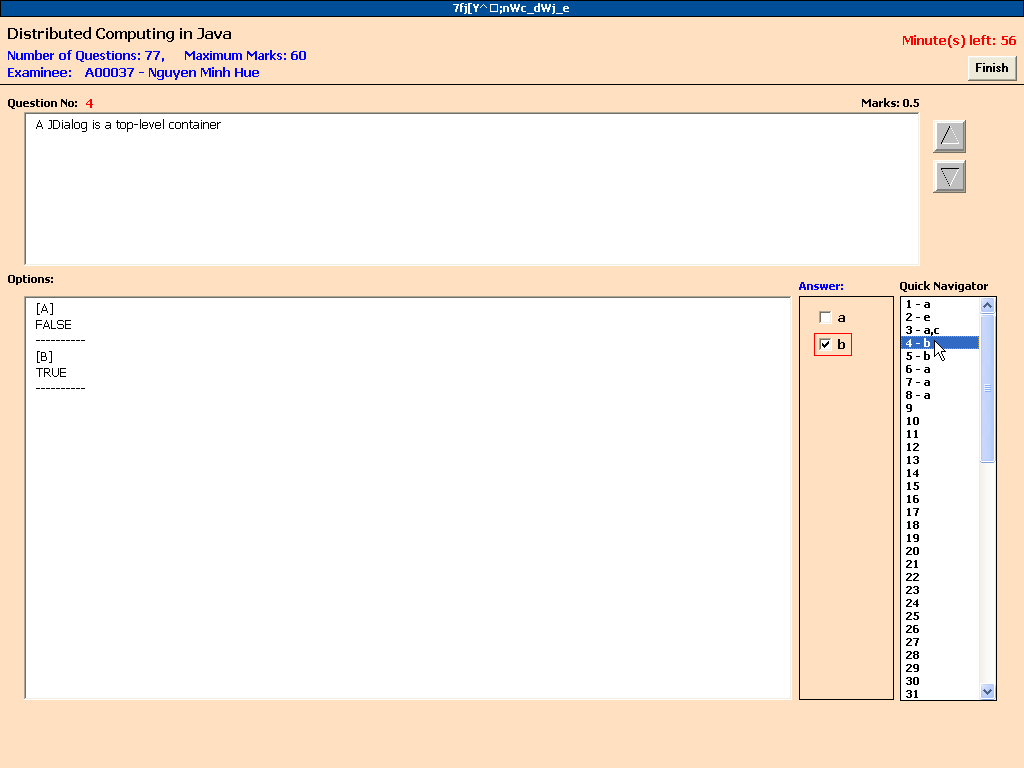 7fj[Y^□;nWc_dWj_e
Distributed Computing in Java
Number of Questions: 77, Maximum Marks: 60
Minute(s) left: 56
Examinee: A00037 - Nguyen Minh Hue
Finish
Question No: 4
Marks: 0.5
A JDialog is a top-level container
Options:
[A]
FALSE
----------
[B]
TRUE
----------
Answer:
a
b
Quick Navigator
1 - a
2 - e
3 - a,c
4 - b
5 - b
6 - a
7 - a
8 - a
9
10
11
12
13
14
15
16
17
18
19
20
21
22
23
24
25
26
27
28
29
30
31